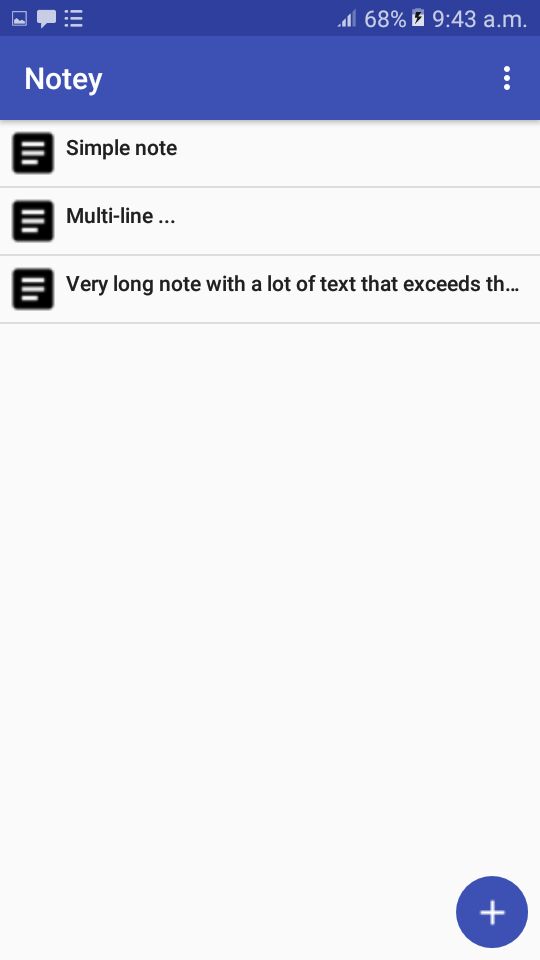 68% 9:43 a.m.
Notey
Simple note
Multi-line ...
Very long note with a lot of text that exceeds th...